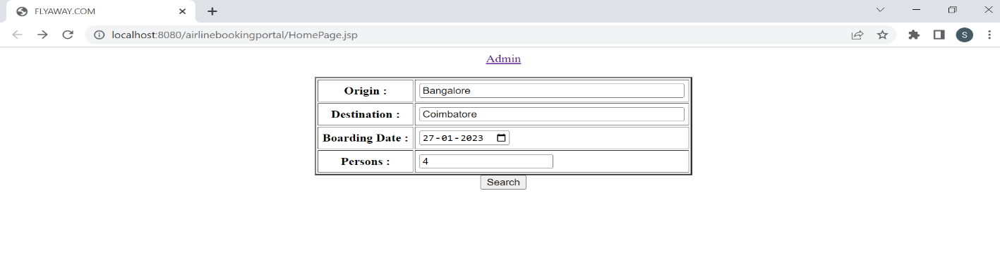 FLYAWAY.COM
localhost:8080/airlinebookingportal/HomePage.jsp
S
Admin
Origin : Bangalore
Destination : Coimbatore
Boarding Date : 27-01-2023
Persons : 4
Search